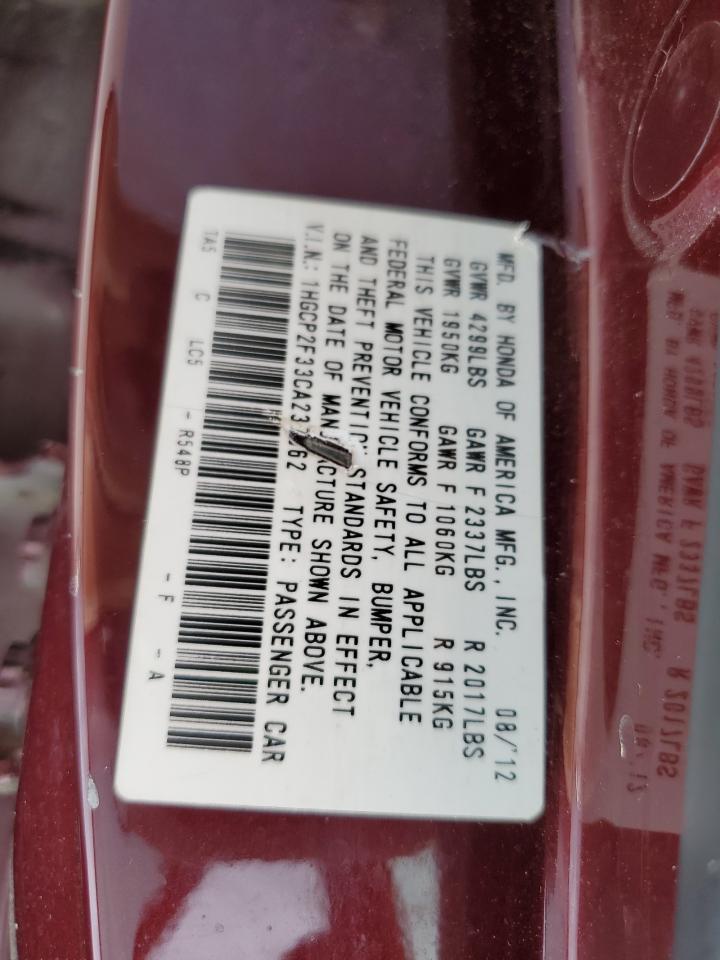 MFD. BY HONDA OF AMERICA MFG., INC. 08/'12
GVWR 4299LBS GAWR F 2337LBS R 2017LBS
GVWR 1950KG GAWR F 1060KG R 915KG
THIS VEHICLE CONFORMS TO ALL APPLICABLE
FEDERAL MOTOR VEHICLE SAFETY, BUMPER,
AND THEFT PREVENTION STANDARDS IN EFFECT
ON THE DATE OF MANUFACTURE SHOWN ABOVE.
V.I.N.: TYPE: PASSENGER CAR
TA5 C LC5 - R548P - F - A